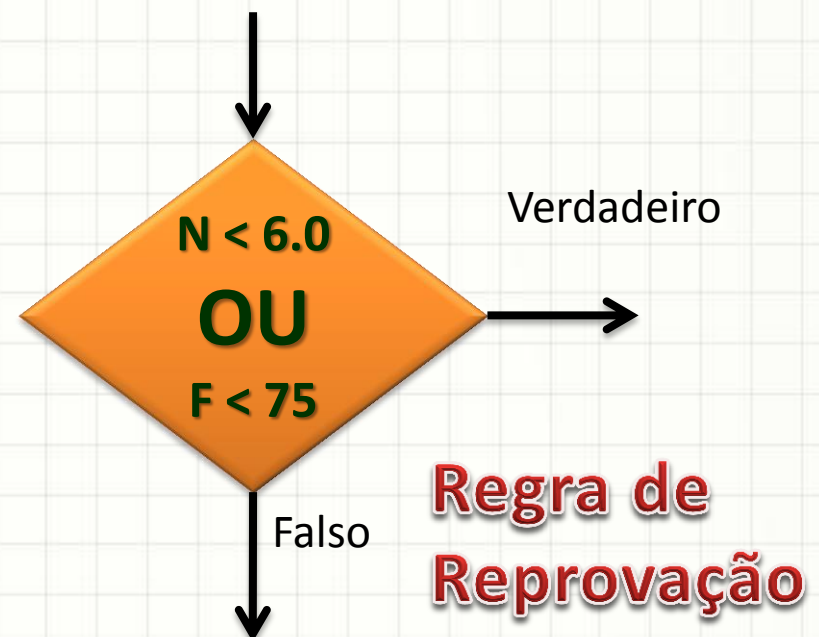 N < 6.0
OU
F < 75
Verdadeiro
Falso
Regra de
Reprovação